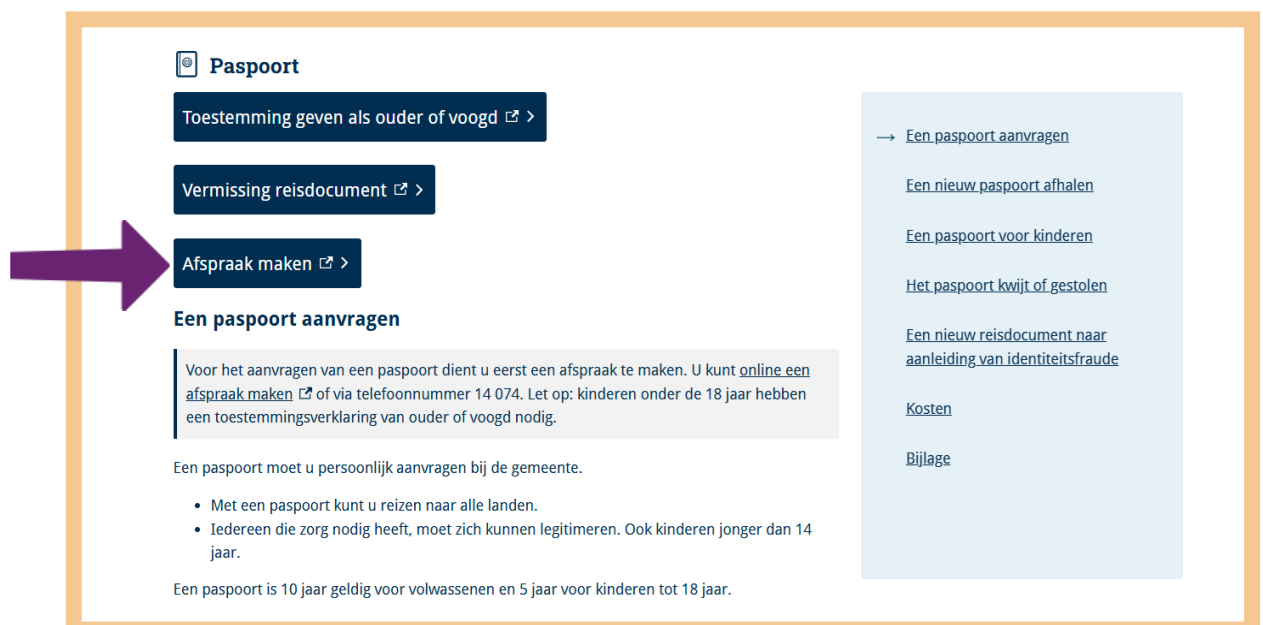 Paspoort
Toestemming geven als ouder of voogd
Vermissing reisdocument
Afspraak maken
Een paspoort aanvragen
Voor het aanvragen van een paspoort dient u eerst een afspraak te maken. U kunt online een
afspraak maken of via telefoonnummer 14 074. Let op: kinderen onder de 18 jaar hebben
een toestemmingsverklaring van ouder of voogd nodig.
Een paspoort moet u persoonlijk aanvragen bij de gemeente.
• Met een paspoort kunt u reizen naar alle landen.
• Iedereen die zorg nodig heeft, moet zich kunnen legitimeren. Ook kinderen jonger dan 14
jaar.
Een paspoort is 10 jaar geldig voor volwassenen en 5 jaar voor kinderen tot 18 jaar.
→ Een paspoort aanvragen
Een nieuw paspoort afhalen
Een paspoort voor kinderen
Het paspoort kwijt of gestolen
Een nieuw reisdocument naar
aanleiding van identiteitsfraude
Kosten
Bijlage